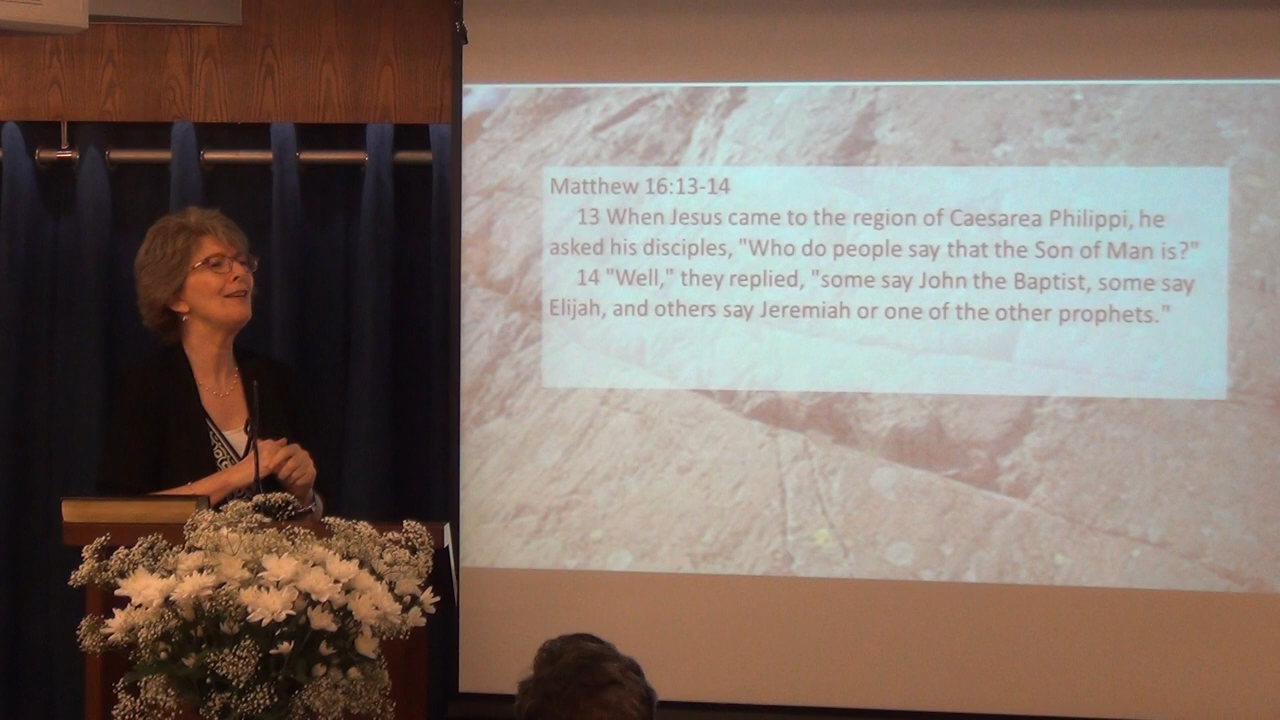 Matthew 16:13-14
13 When Jesus came to the region of Caesarea Philippi, he
asked his disciples, "Who do people say that the Son of Man is?"
14 "Well," they replied, "some say John the Baptist, some say
Elijah, and others say Jeremiah or one of the other prophets."